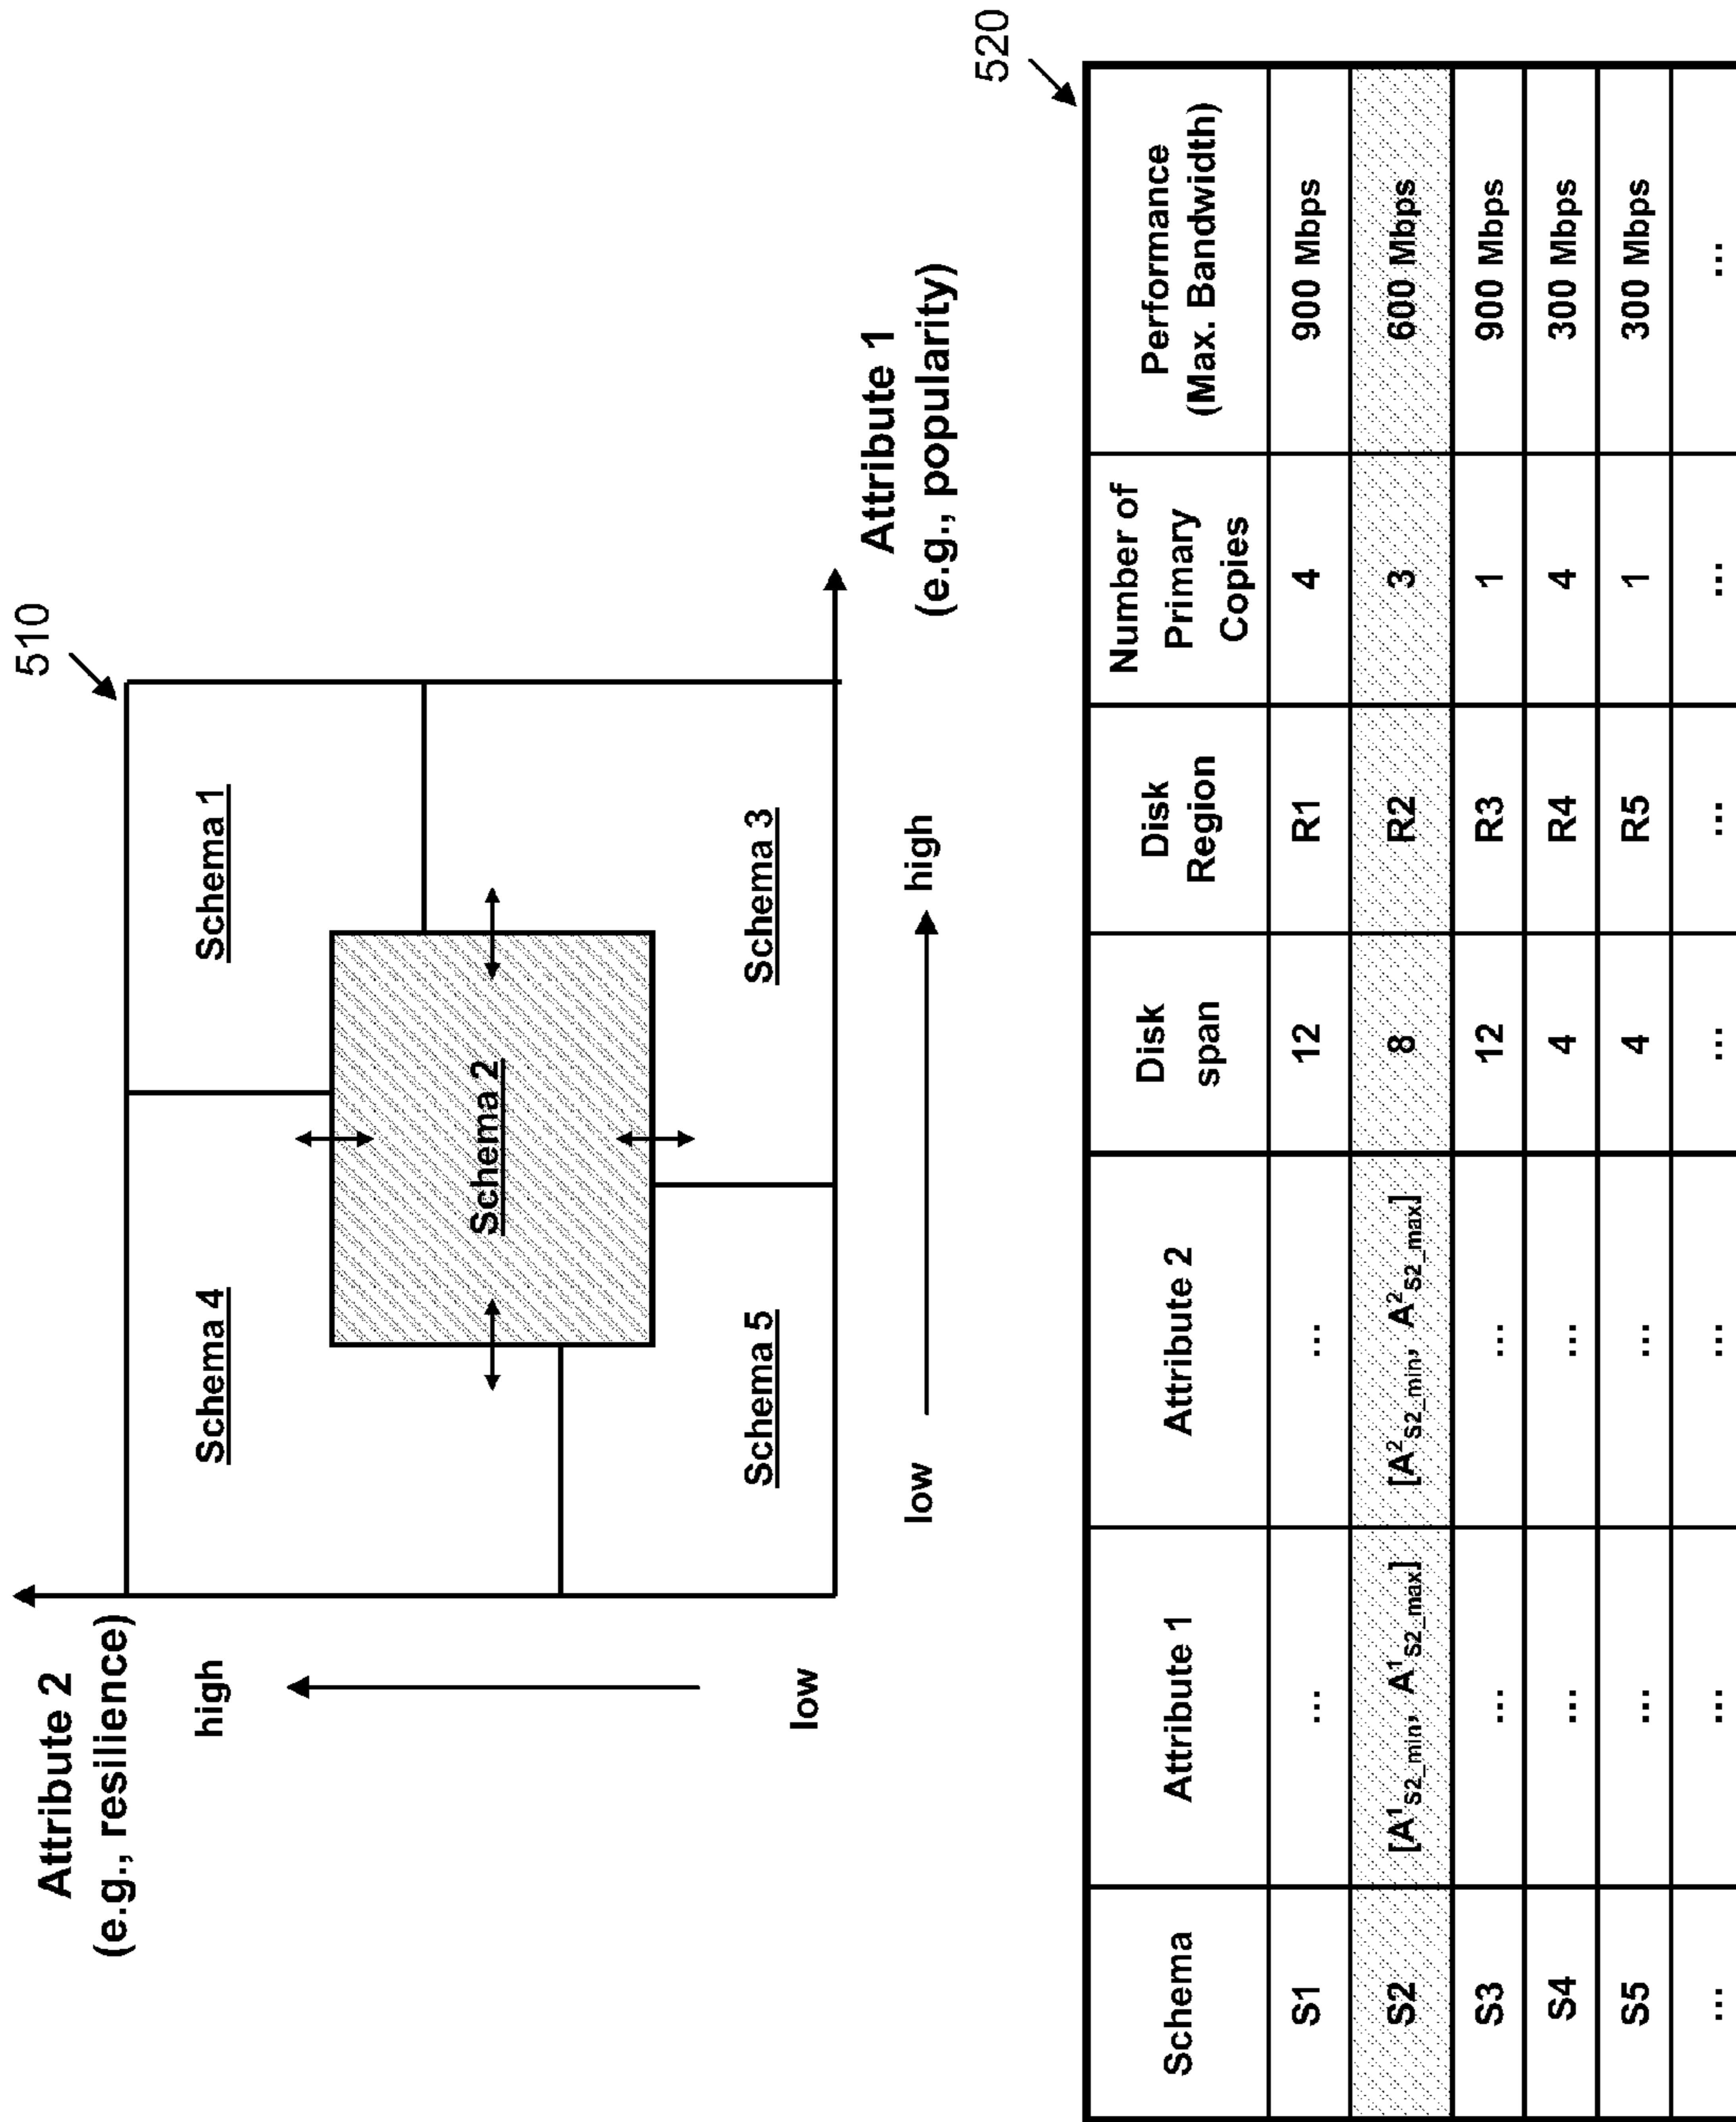 510
Attribute 2
(e.g., resilience)
high
low
Schema 4
Schema 1
Schema 2
Schema 5
Schema 3
low
high
Attribute 1
(e.g., popularity)
520
Schema
Attribute 1
Attribute 2
Disk
span
Disk
Region
Number of
Primary
Copies
Performance
(Max. Bandwidth)
S1 ... ... 12 R1 4 900 Mbps
S2 [A¹S2_min, A¹S2_max] [A²S2_min, A²S2_max] 8 R2 3 600 Mbps
S3 ... ... 12 R3 1 900 Mbps
S4 ... ... 4 R4 4 300 Mbps
S5 ... ... 4 R5 1 300 Mbps
... ... ... ... ... ... ...